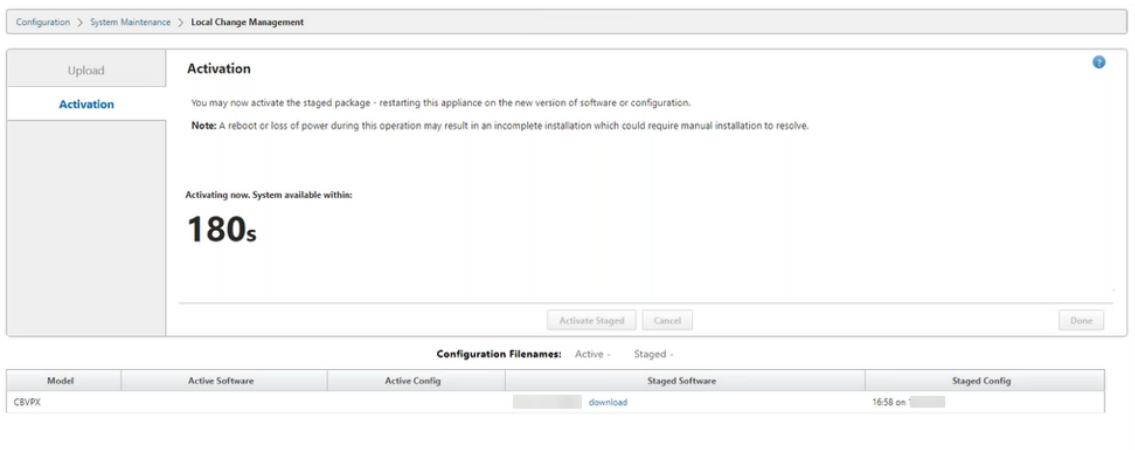 Configuration > System Maintenance > Local Change Management
Upload
Activation
Activation
You may now activate the staged package - restarting this appliance on the new version of software or configuration.
Note: A reboot or loss of power during this operation may result in an incomplete installation which could require manual installation to resolve.
Activating now. System available within:
180s
Activate Staged Cancel Done
Configuration Filenames: Active - Staged -
Model Active Software Active Config Staged Software Staged Config
CBVPX download 16:58 on